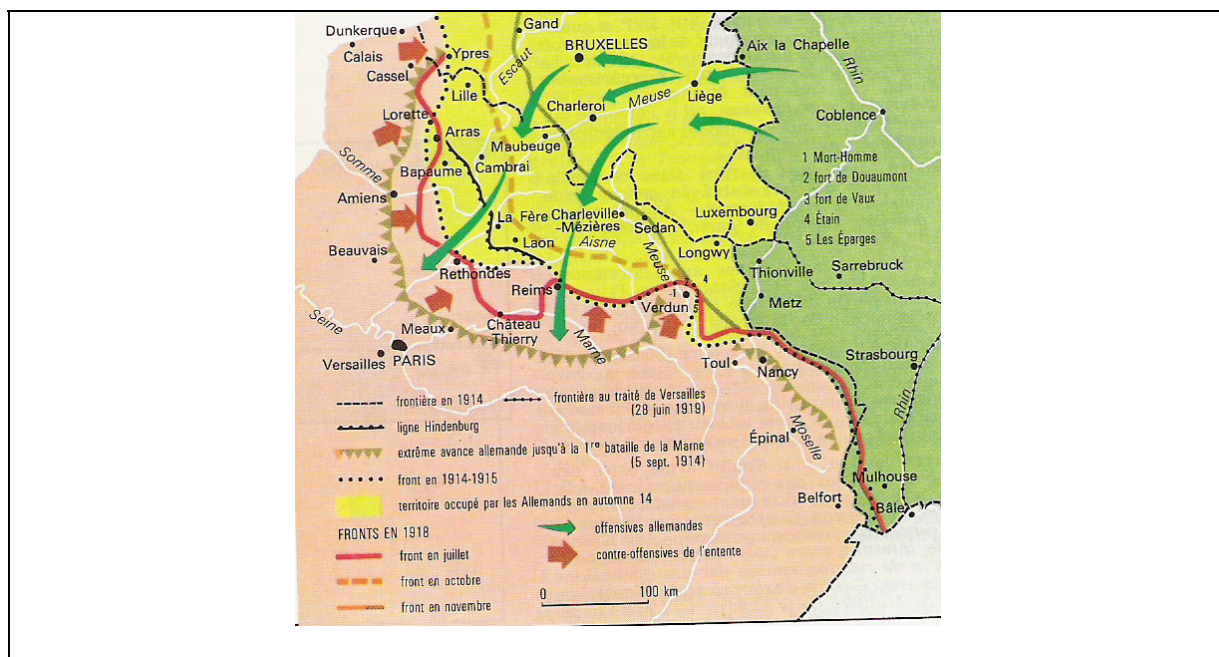 Gand
Dunkerque
BRUXELLES
Aix la Chapelle
Calais
Ypres
Rhin
Cassel
Escaut
Lille
Meuse
Liège
Charleroi
Lorette
Coblence
Arras
Maubeuge
Somme
Bapaume
Cambrai
1 Mort-Homme
2 fort de Douaumont
3 fort de Vaux
4 Étain
5 Les Éparges
Amiens
La Fère
Charleville
-Mézières
Sedan
Luxembourg
Laon
Aisne
Beauvais
Longwy
Meuse
Rethondes
Thionville
Sarrebruck
4
Reims
1
Verdun
5
Metz
Seine
Meaux
Château
-Thierry
Marne
Versailles
PARIS
Toul
Nancy
Strasbourg
Rhin
frontière en 1914
frontière au traité de Versailles
(28 juin 1919)
ligne Hindenburg
Épinal
Moselle
extrême avance allemande jusqu'à la 1re bataille de la Marne
(5 sept. 1914)
front en 1914-1915
Mulhouse
territoire occupé par les Allemands en automne 14
Belfort
Bâle
FRONTS EN 1918
offensives allemandes
front en juillet
contre-offensives de l'entente
front en octobre
0
100 km
front en novembre